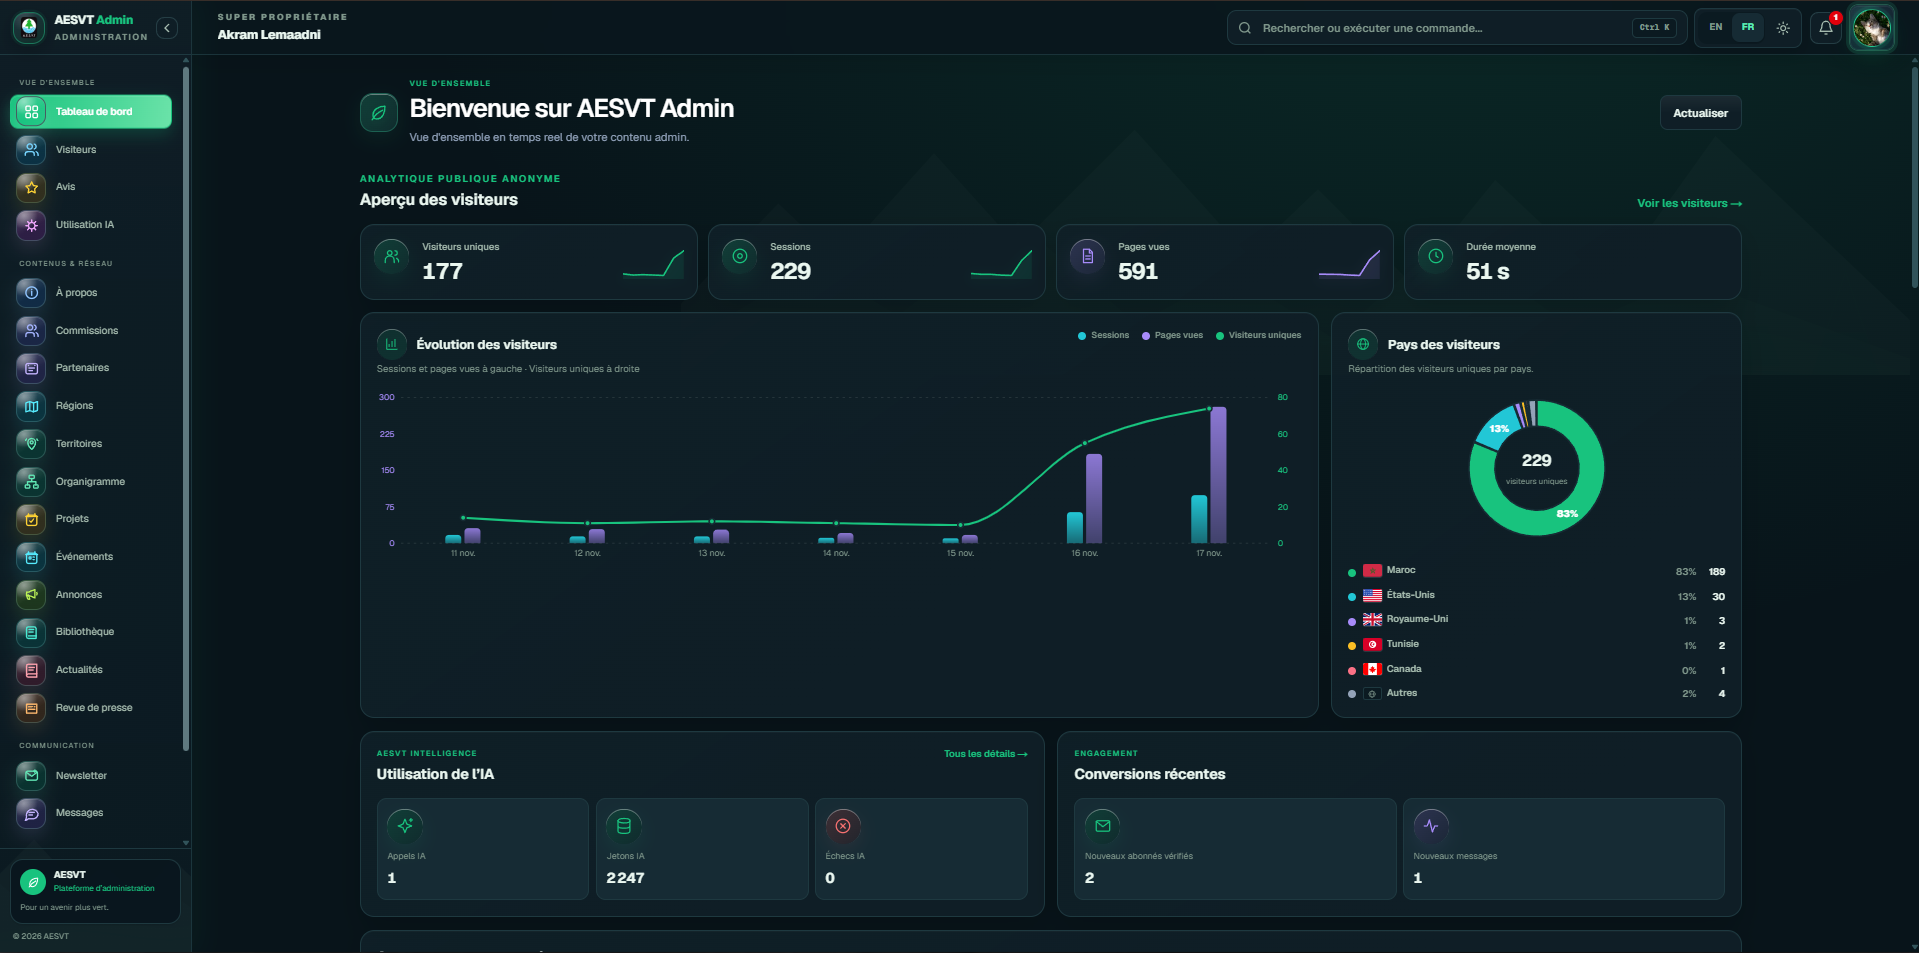 AESVT Admin
ADMINISTRATION
SUPER PROPRIÉTAIRE
Akram Lemaadni
Rechercher ou exécuter une commande...
Ctrl K
EN
FR
1
VUE D'ENSEMBLE
Tableau de bord
Visiteurs
Avis
Utilisation IA
CONTENUS & RÉSEAU
À propos
Commissions
Partenaires
Régions
Territoires
Organigramme
Projets
Événements
Annonces
Bibliothèque
Actualités
Revue de presse
COMMUNICATION
Newsletter
Messages
AESVT
Plateforme d'administration
Pour un avenir plus vert.
© 2026 AESVT
VUE D'ENSEMBLE
Bienvenue sur AESVT Admin
Vue d'ensemble en temps reel de votre contenu admin.
Actualiser
ANALYTIQUE PUBLIQUE ANONYME
Aperçu des visiteurs
Voir les visiteurs →
Visiteurs uniques
177
Sessions
229
Pages vues
591
Durée moyenne
51 s
Évolution des visiteurs
Sessions et pages vues à gauche · Visiteurs uniques à droite
Sessions
Pages vues
Visiteurs uniques
300
225
150
75
0
80
60
40
20
0
11 nov.
12 nov.
13 nov.
14 nov.
15 nov.
16 nov.
17 nov.
Pays des visiteurs
Répartition des visiteurs uniques par pays.
13%
229
visiteurs uniques
83%
Maroc 83% 189
États-Unis 13% 30
Royaume-Uni 1% 3
Tunisie 1% 2
Canada 0% 1
Autres 2% 4
AESVT INTELLIGENCE
Utilisation de l'IA
Tous les détails →
Appels IA
1
Jetons IA
2 247
Échecs IA
0
ENGAGEMENT
Conversions récentes
Nouveaux abonnés vérifiés
2
Nouveaux messages
1